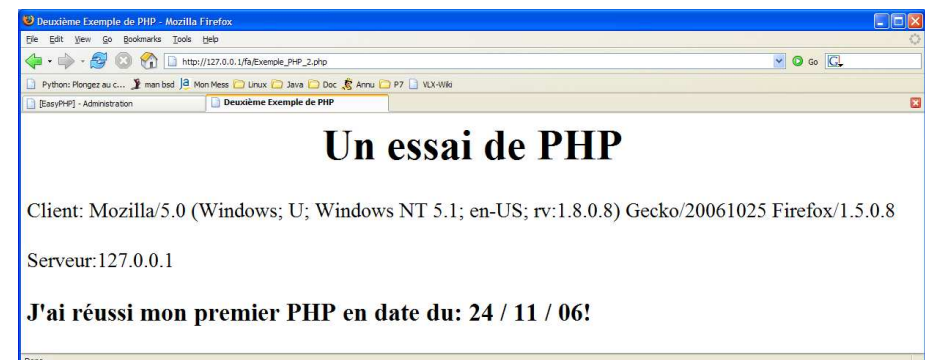 Deuxième Exemple de PHP - Mozilla Firefox
File Edit View Go Bookmarks Tools Help
http://127.0.0.1/fa/Exemple_PHP_2.php Go
Python: Plongez au c... man bsd Mon Mess Linux Java Doc Annu P7 VLX-Wiki
[EasyPHP] - Administration Deuxième Exemple de PHP
Un essai de PHP
Client: Mozilla/5.0 (Windows; U; Windows NT 5.1; en-US; rv:1.8.0.8) Gecko/20061025 Firefox/1.5.0.8
Serveur:127.0.0.1
J'ai réussi mon premier PHP en date du: 24 / 11 / 06!